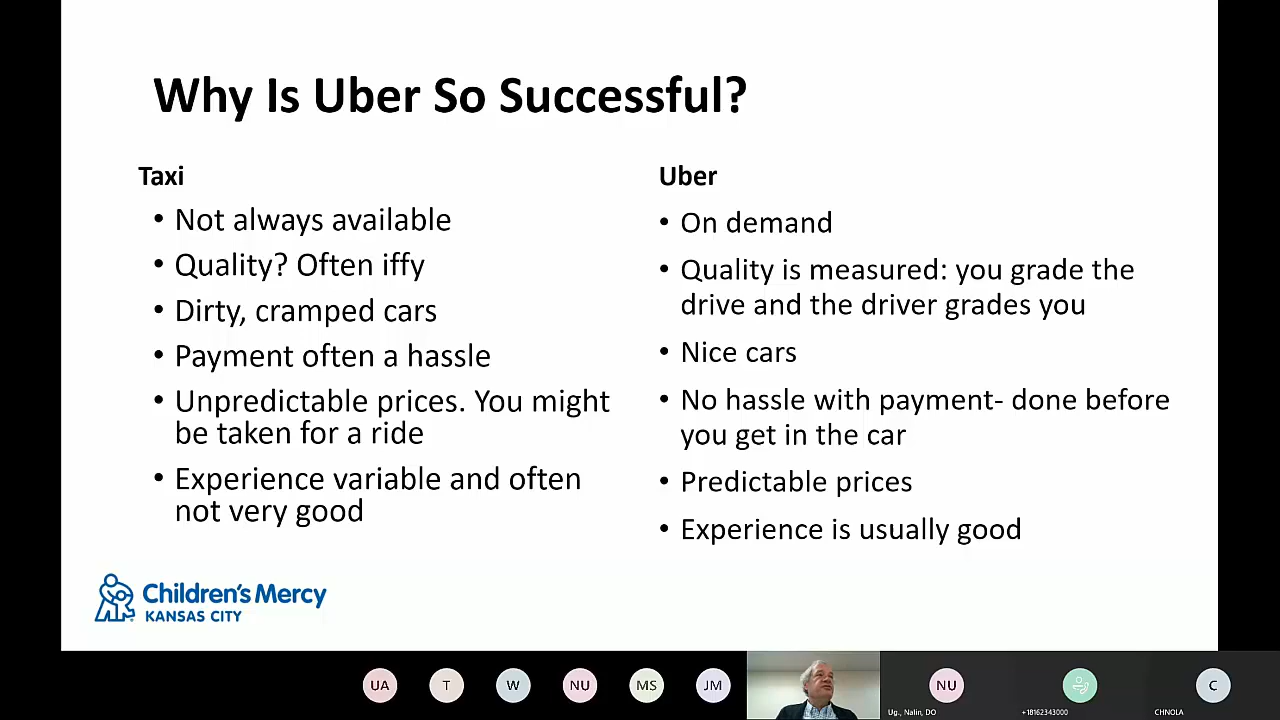 Why Is Uber So Successful?
Taxi
• Not always available
• Quality? Often iffy
• Dirty, cramped cars
• Payment often a hassle
• Unpredictable prices. You might
be taken for a ride
• Experience variable and often
not very good
Uber
• On demand
• Quality is measured: you grade the
drive and the driver grades you
• Nice cars
• No hassle with payment- done before
you get in the car
• Predictable prices
• Experience is usually good
Children's Mercy
KANSAS CITY
UA
T
W
NU
MS
JM
NU
C
Ug., Nalin, DO
+18162343000
CHNOLA